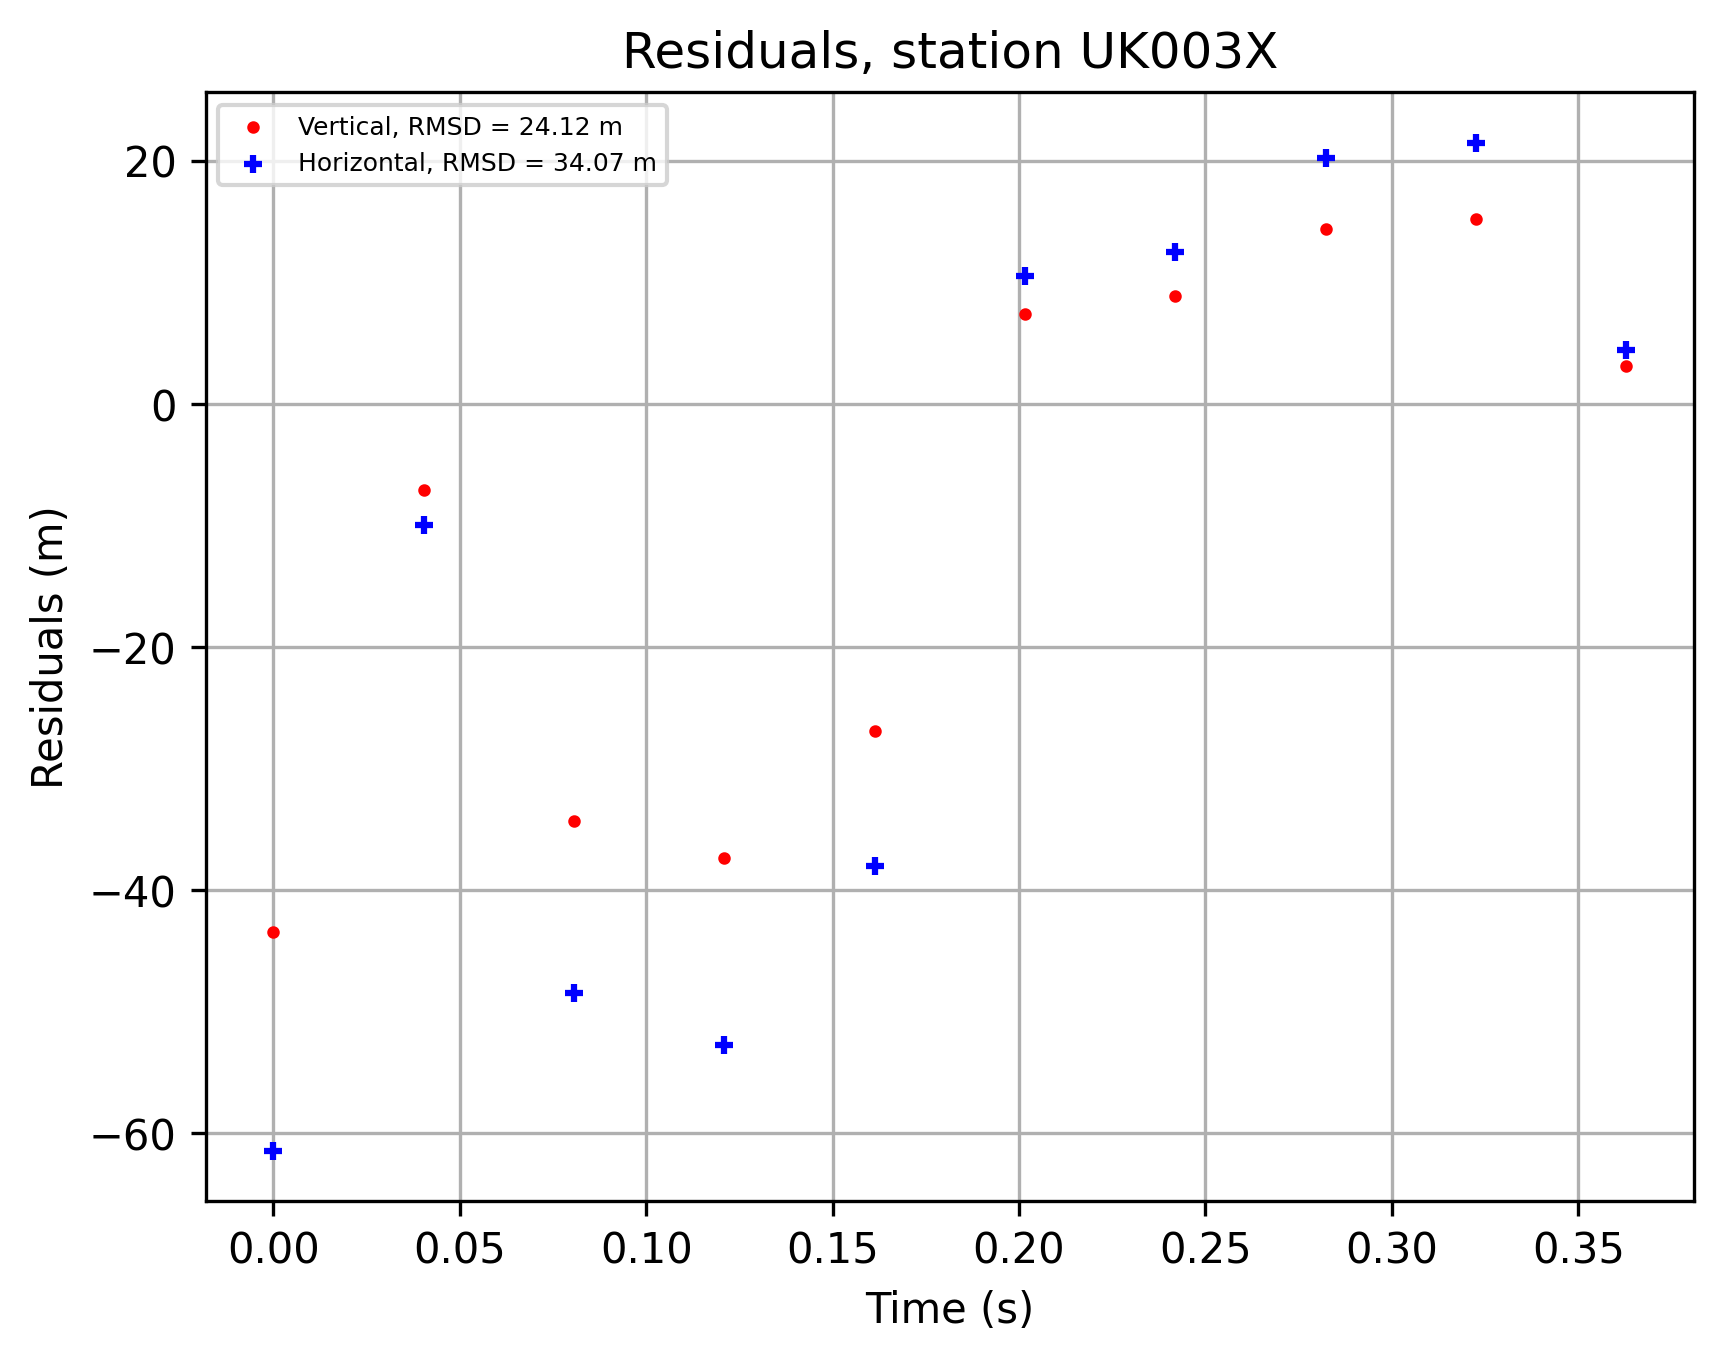 Residuals, station UK003X
Vertical, RMSD = 24.12 m
Horizontal, RMSD = 34.07 m
20
0
−20
−40
−60
Residuals (m)
0.00 0.05 0.10 0.15 0.20 0.25 0.30 0.35
Time (s)